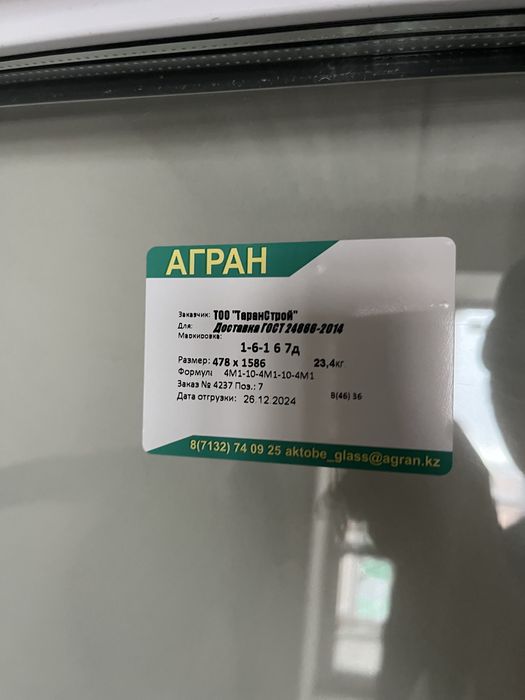 АГРАН
Заказчик: ТОО "ТаранСтрой"
Для: Доставка ГОСТ 24866-2014
Маркировка:
1-6-1 6 7д
Размер: 478 x 1586 23,4кг
Формула 4М1-10-4М1-10-4М1
Заказ № 4237 Поз.: 7
Дата отгрузки: 26.12.2024 8(46) 36
8(7132) 74 09 25 aktobe_glass@agran.kz